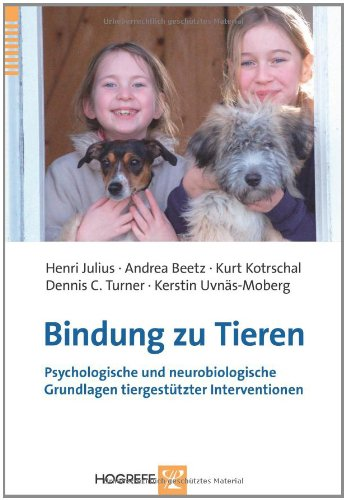 Urheberrechtlich geschütztes Material
Henri Julius · Andrea Beetz · Kurt Kotrschal
Dennis C. Turner · Kerstin Uvnäs-Moberg
Bindung zu Tieren
Psychologische und neurobiologische
Grundlagen tiergestützter Interventionen
HOGREFE
Urheberrechtlich geschütztes Material